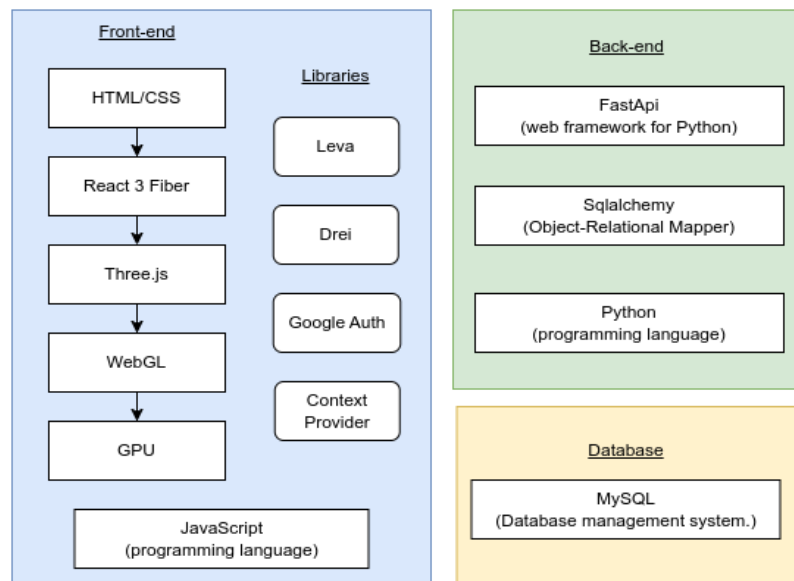 Front-end
HTML/CSS
React 3 Fiber
Three.js
WebGL
GPU
Libraries
Leva
Drei
Google Auth
Context
Provider
JavaScript
(programming language)
Back-end
FastApi
(web framework for Python)
Sqlalchemy
(Object-Relational Mapper)
Python
(programming language)
Database
MySQL
(Database management system.)